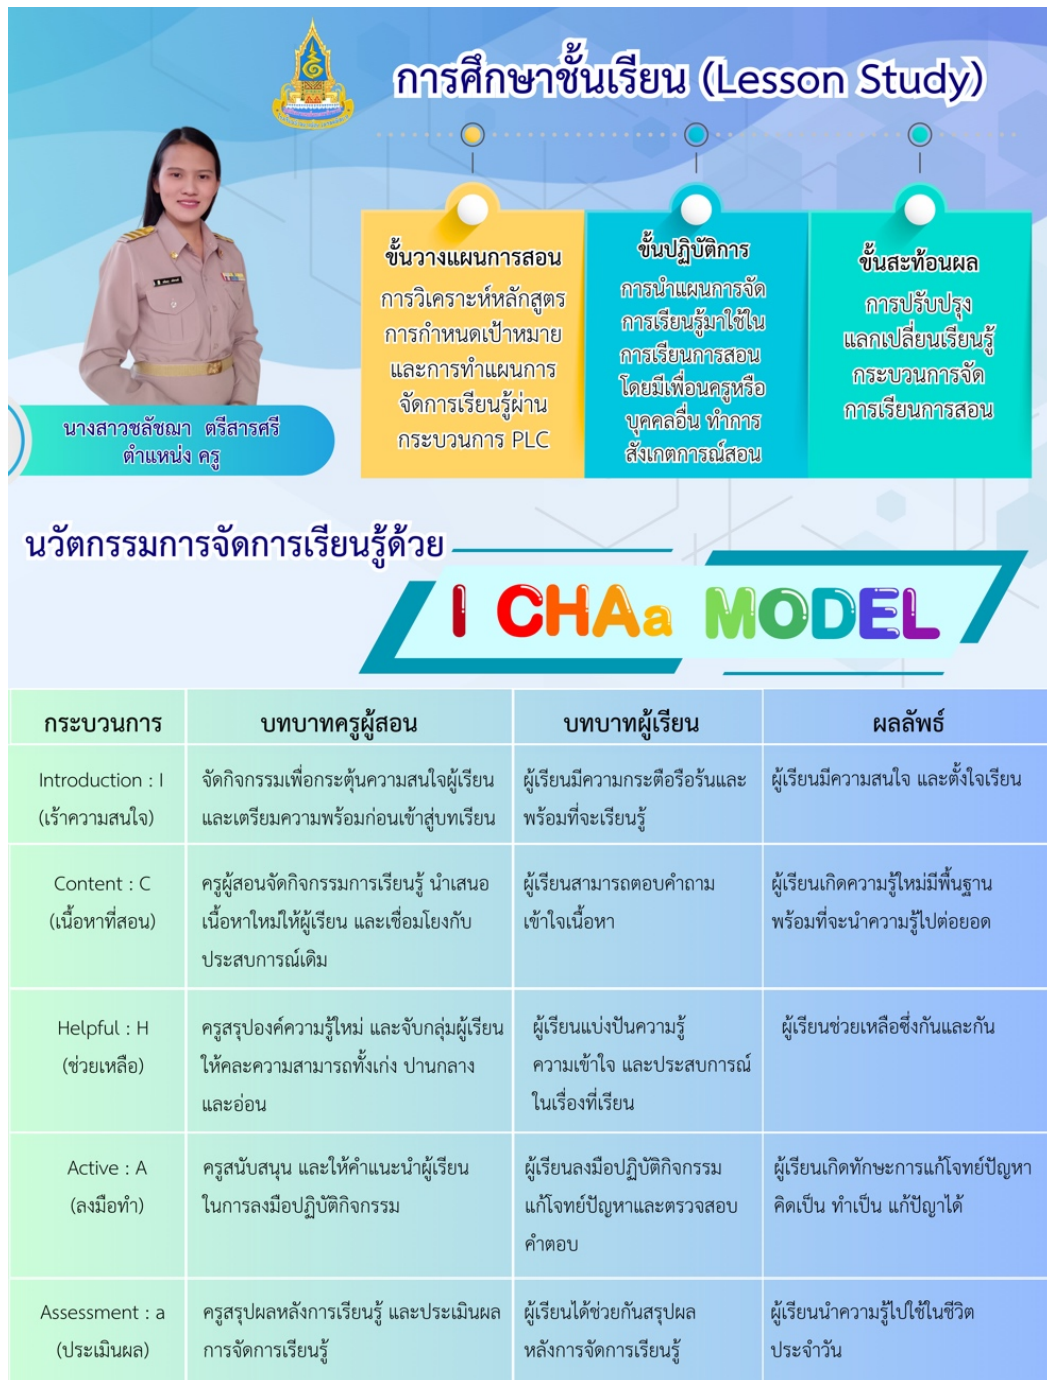 การศึกษาชั้นเรียน (Lesson Study)
ขั้นวางแผนการสอน
การวิเคราะห์หลักสูตร
การกำหนดเป้าหมาย
และการทำแผนการ
จัดการเรียนรู้ผ่าน
กระบวนการ PLC
ขั้นปฏิบัติการ
การนำแผนการจัด
การเรียนรู้มาใช้ใน
การเรียนการสอน
โดยมีเพื่อนครูหรือ
บุคคลอื่น ทำการ
สังเกตการณ์สอน
ขั้นสะท้อนผล
การปรับปรุง
แลกเปลี่ยนเรียนรู้
กระบวนการจัด
การเรียนการสอน
นางสาวชลัชฌา ตรีสารศรี
ตำแหน่ง ครู
นวัตกรรมการจัดการเรียนรู้ด้วย
I CHAa MODEL
กระบวนการ
บทบาทครูผู้สอน
บทบาทผู้เรียน
ผลลัพธ์
Introduction : I
(เร้าความสนใจ)
จัดกิจกรรมเพื่อกระตุ้นความสนใจผู้เรียน
และเตรียมความพร้อมก่อนเข้าสู่บทเรียน
ผู้เรียนมีความกระตือรือร้นและ
พร้อมที่จะเรียนรู้
ผู้เรียนมีความสนใจ และตั้งใจเรียน
Content : C
(เนื้อหาที่สอน)
ครูผู้สอนจัดกิจกรรมการเรียนรู้ นำเสนอ
เนื้อหาใหม่ให้ผู้เรียน และเชื่อมโยงกับ
ประสบการณ์เดิม
ผู้เรียนสามารถตอบคำถาม
เข้าใจเนื้อหา
ผู้เรียนเกิดความรู้ใหม่มีพื้นฐาน
พร้อมที่จะนำความรู้ไปต่อยอด
Helpful : H
(ช่วยเหลือ)
ครูสรุปองค์ความรู้ใหม่ และจับกลุ่มผู้เรียน
ให้คละความสามารถทั้งเก่ง ปานกลาง
และอ่อน
ผู้เรียนแบ่งปันความรู้
ความเข้าใจ และประสบการณ์
ในเรื่องที่เรียน
ผู้เรียนช่วยเหลือซึ่งกันและกัน
Active : A
(ลงมือทำ)
ครูสนับสนุน และให้คำแนะนำผู้เรียน
ในการลงมือปฏิบัติกิจกรรม
ผู้เรียนลงมือปฏิบัติกิจกรรม
แก้โจทย์ปัญหาและตรวจสอบ
คำตอบ
ผู้เรียนเกิดทักษะการแก้โจทย์ปัญหา
คิดเป็น ทำเป็น แก้ปัญาได้
Assessment : a
(ประเมินผล)
ครูสรุปผลหลังการเรียนรู้ และประเมินผล
การจัดการเรียนรู้
ผู้เรียนได้ช่วยกันสรุปผล
หลังการจัดการเรียนรู้
ผู้เรียนนำความรู้ไปใช้ในชีวิต
ประจำวัน